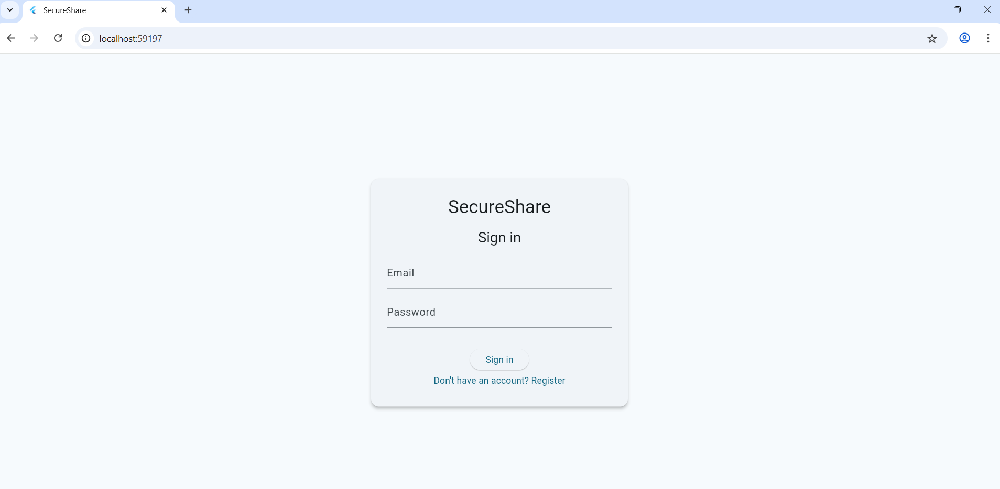 SecureShare
localhost:59197
SecureShare
Sign in
Email
Password
Sign in
Don't have an account? Register